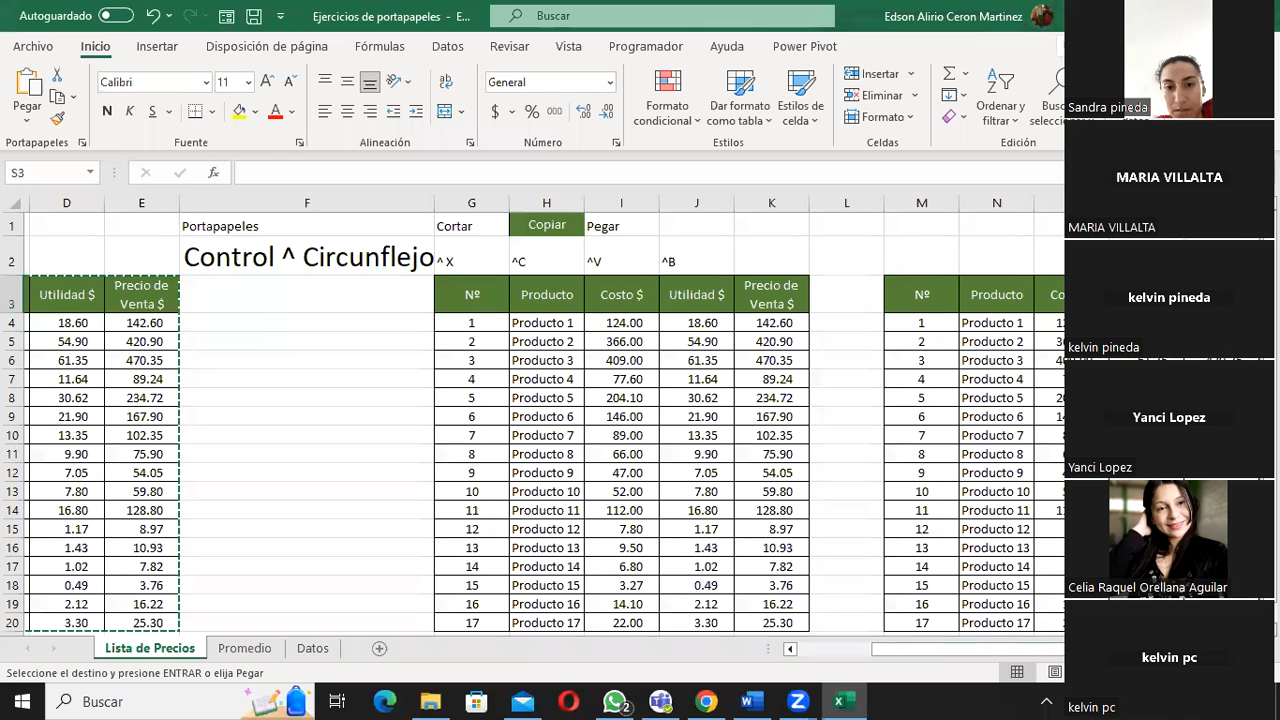 Autoguardado
Ejercicios de portapapeles - E...
Buscar
Edson Alirio Ceron Martinez
Archivo Inicio Insertar Disposición de página Fórmulas Datos Revisar Vista Programador Ayuda Power Pivot
Pegar
Calibri 11
N K S
General
$ % 000
Formato condicional
Dar formato como tabla
Estilos de celda
Insertar
Eliminar
Formato
Ordenar y filtrar
Portapapeles Fuente Alineación Número Estilos Celdas Edición
S3
D E F G H I J K L M N
1 Portapapeles Cortar Copiar Pegar
2 Control ^ Circunflejo ^ X ^C ^V ^B
3 Utilidad $ Precio de Venta $ Nº Producto Costo $ Utilidad $ Precio de Venta $ Nº Producto
4 18.60 142.60 1 Producto 1 124.00 18.60 142.60 1 Producto 1
5 54.90 420.90 2 Producto 2 366.00 54.90 420.90 2 Producto 2
6 61.35 470.35 3 Producto 3 409.00 61.35 470.35 3 Producto 3
7 11.64 89.24 4 Producto 4 77.60 11.64 89.24 4 Producto 4
8 30.62 234.72 5 Producto 5 204.10 30.62 234.72 5 Producto 5
9 21.90 167.90 6 Producto 6 146.00 21.90 167.90 6 Producto 6
10 13.35 102.35 7 Producto 7 89.00 13.35 102.35 7 Producto 7
11 9.90 75.90 8 Producto 8 66.00 9.90 75.90 8 Producto 8
12 7.05 54.05 9 Producto 9 47.00 7.05 54.05 9 Producto 9
13 7.80 59.80 10 Producto 10 52.00 7.80 59.80 10 Producto 10
14 16.80 128.80 11 Producto 11 112.00 16.80 128.80 11 Producto 11
15 1.17 8.97 12 Producto 12 7.80 1.17 8.97 12 Producto 12
16 1.43 10.93 13 Producto 13 9.50 1.43 10.93 13 Producto 13
17 1.02 7.82 14 Producto 14 6.80 1.02 7.82 14 Producto 14
18 0.49 3.76 15 Producto 15 3.27 0.49 3.76 15 Producto 15
19 2.12 16.22 16 Producto 16 14.10 2.12 16.22 16 Producto 16
20 3.30 25.30 17 Producto 17 22.00 3.30 25.30 17 Producto 17
Lista de Precios Promedio Datos
Seleccione el destino y presione ENTRAR o elija Pegar
Buscar
2
Sandra pineda
MARIA VILLALTA
MARIA VILLALTA
kelvin pineda
kelvin pineda
Yanci Lopez
Yanci Lopez
Celia Raquel Orellana Aguilar
kelvin pc
kelvin pc